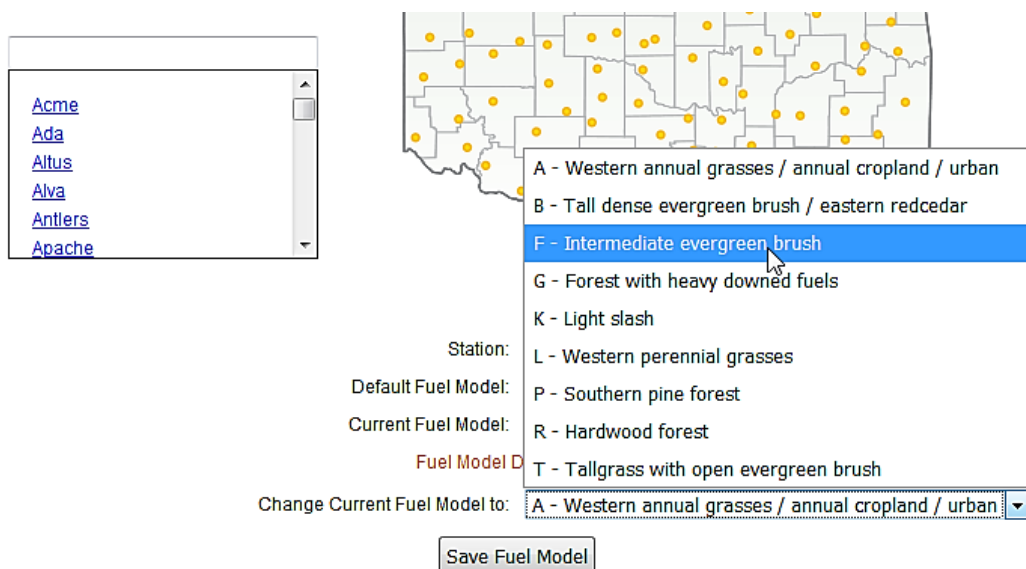 Acme
Ada
Altus
Alva
Antlers
Apache
A - Western annual grasses / annual cropland / urban
B - Tall dense evergreen brush / eastern redcedar
F - Intermediate evergreen brush
G - Forest with heavy downed fuels
K - Light slash
L - Western perennial grasses
P - Southern pine forest
R - Hardwood forest
T - Tallgrass with open evergreen brush
Station:
Default Fuel Model:
Current Fuel Model:
Fuel Model D
Change Current Fuel Model to: A - Western annual grasses / annual cropland / urban
Save Fuel Model